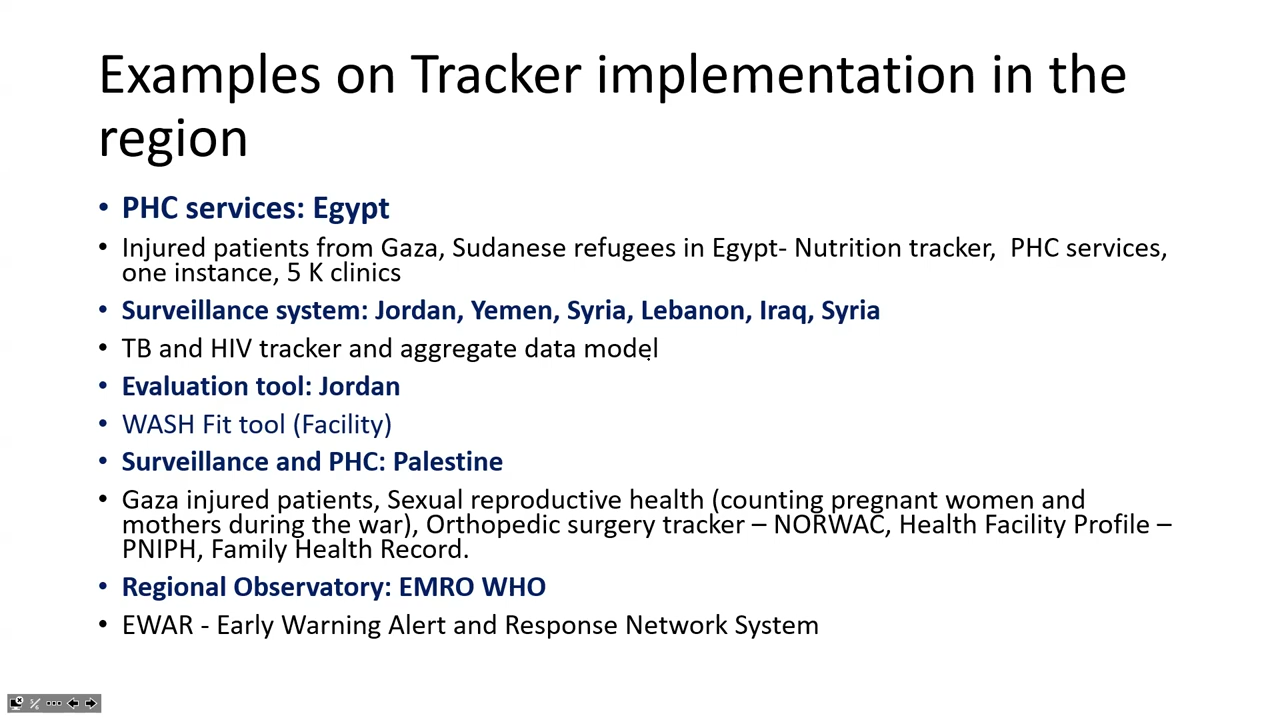 Examples on Tracker implementation in the
region
• PHC services: Egypt
• Injured patients from Gaza, Sudanese refugees in Egypt- Nutrition tracker,  PHC services,
one instance, 5 K clinics
• Surveillance system: Jordan, Yemen, Syria, Lebanon, Iraq, Syria
• TB and HIV tracker and aggregate data model
• Evaluation tool: Jordan
• WASH Fit tool (Facility)
• Surveillance and PHC: Palestine
• Gaza injured patients, Sexual reproductive health (counting pregnant women and
mothers during the war), Orthopedic surgery tracker – NORWAC, Health Facility Profile –
PNIPH, Family Health Record.
• Regional Observatory: EMRO WHO
• EWAR - Early Warning Alert and Response Network System